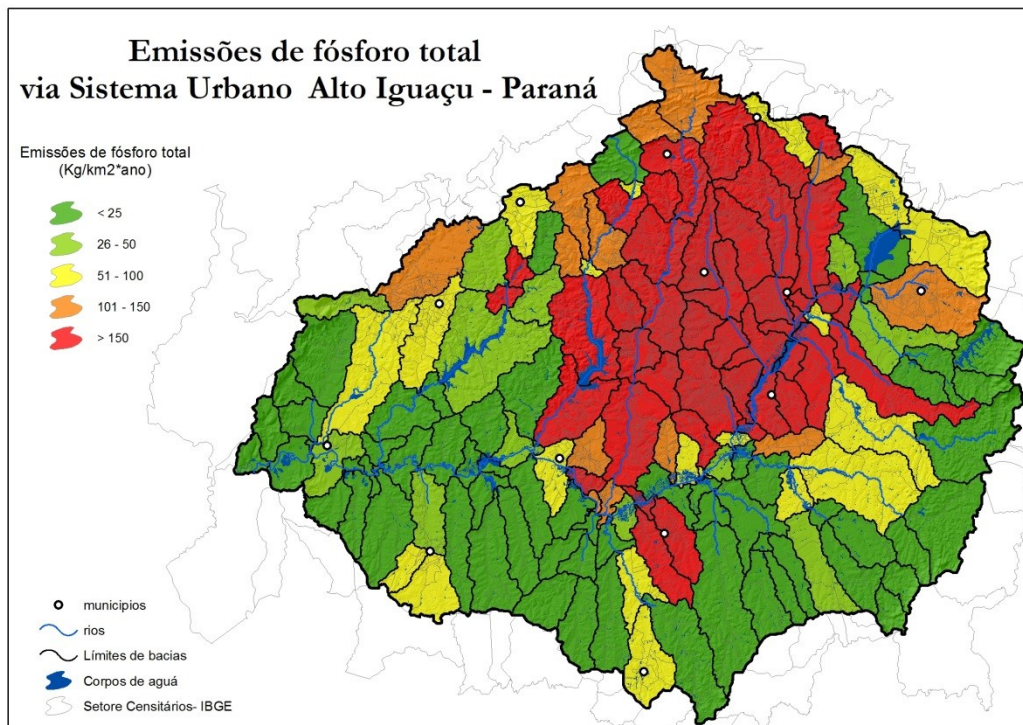 Emissões de fósforo total
via Sistema Urbano Alto Iguaçu - Paraná
Emissões de fósforo total
(Kg/km2*ano)
< 25
26 - 50
51 - 100
101 - 150
> 150
municipios
rios
Límites de bacias
Corpos de aguá
Setore Censitários- IBGE